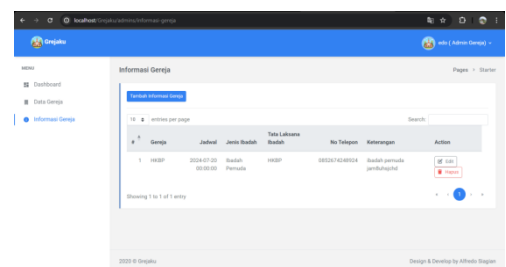 localhost/Grejaku/admins/informasi-gereja
Grejaku
edo ( Admin Gereja)
MENU
Informasi Gereja
Pages
Starter
Dashboard
Data Gereja
Informasi Gereja
Tambah Informasi Gereja
10 entries per page
Search:
# Gereja Jadwal Jenis Ibadah Tata Laksana Ibadah No Telepon Keterangan Action
1 HKBP 2024-07-20 Ibadah HKBP 0852674248924 ibadah pemuda Edit
00:00:00 Pemuda Hapus
Showing 1 to 1 of 1 entry
1
2023 © Grejaku
Design & Develop by Alfredo Siagian